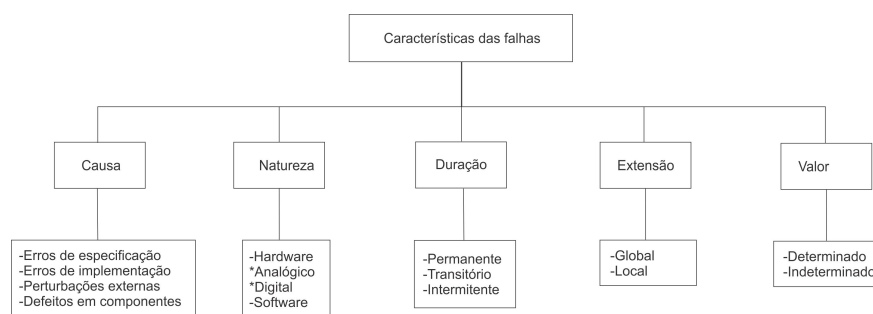 Características das falhas
Causa
Natureza
Duração
Extensão
Valor
-Erros de especificação
-Erros de implementação
-Perturbações externas
-Defeitos em componentes
-Hardware
*Analógico
*Digital
-Software
-Permanente
-Transitório
-Intermitente
-Global
-Local
-Determinado
-Indeterminado